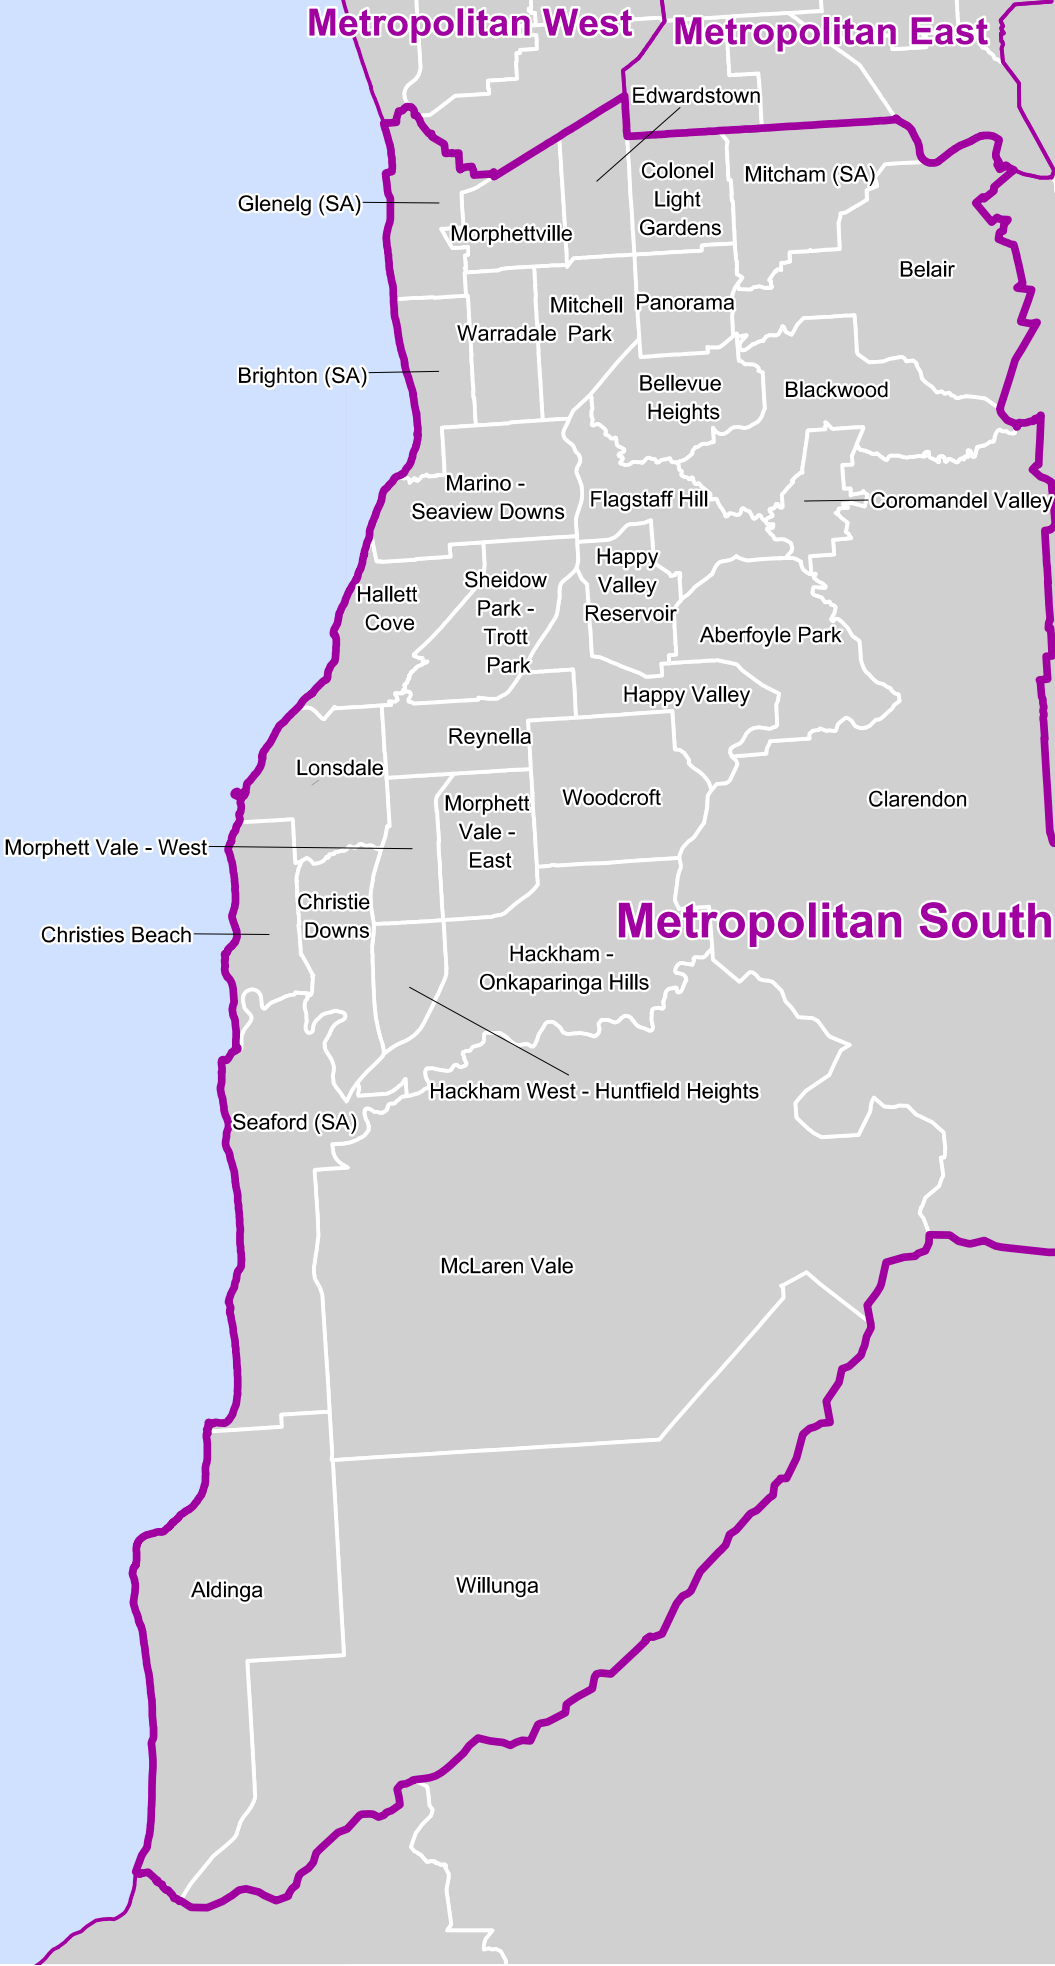 Metropolitan West
Metropolitan East
Edwardstown
Colonel
Light
Gardens
Mitcham (SA)
Glenelg (SA)
Morphettville
Belair
Mitchell
Park
Panorama
Warradale
Brighton (SA)
Bellevue
Heights
Blackwood
Marino -
Seaview Downs
Flagstaff Hill
Coromandel Valley
Happy
Valley
Reservoir
Sheidow
Park -
Trott
Park
Hallett
Cove
Aberfoyle Park
Happy Valley
Reynella
Lonsdale
Morphett
Vale -
East
Woodcroft
Clarendon
Morphett Vale - West
Christie
Downs
Christies Beach
Metropolitan South
Hackham -
Onkaparinga Hills
Hackham West - Huntfield Heights
Seaford (SA)
McLaren Vale
Aldinga
Willunga